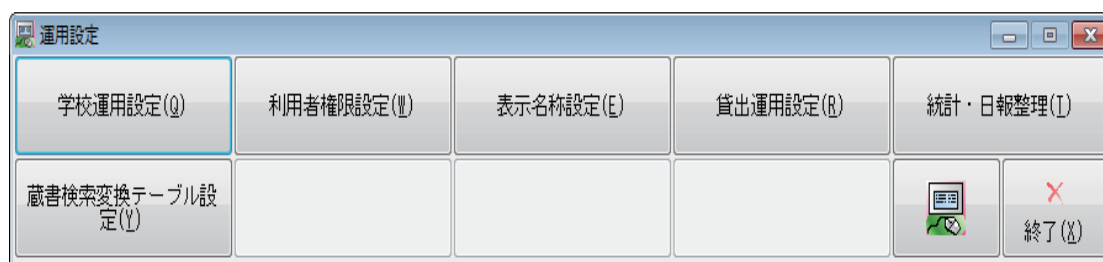 運用設定
学校運用設定(Q)
利用者権限設定(W)
表示名称設定(E)
貸出運用設定(R)
統計・日報整理(T)
蔵書検索変換テーブル設
定(Y)
終了(X)